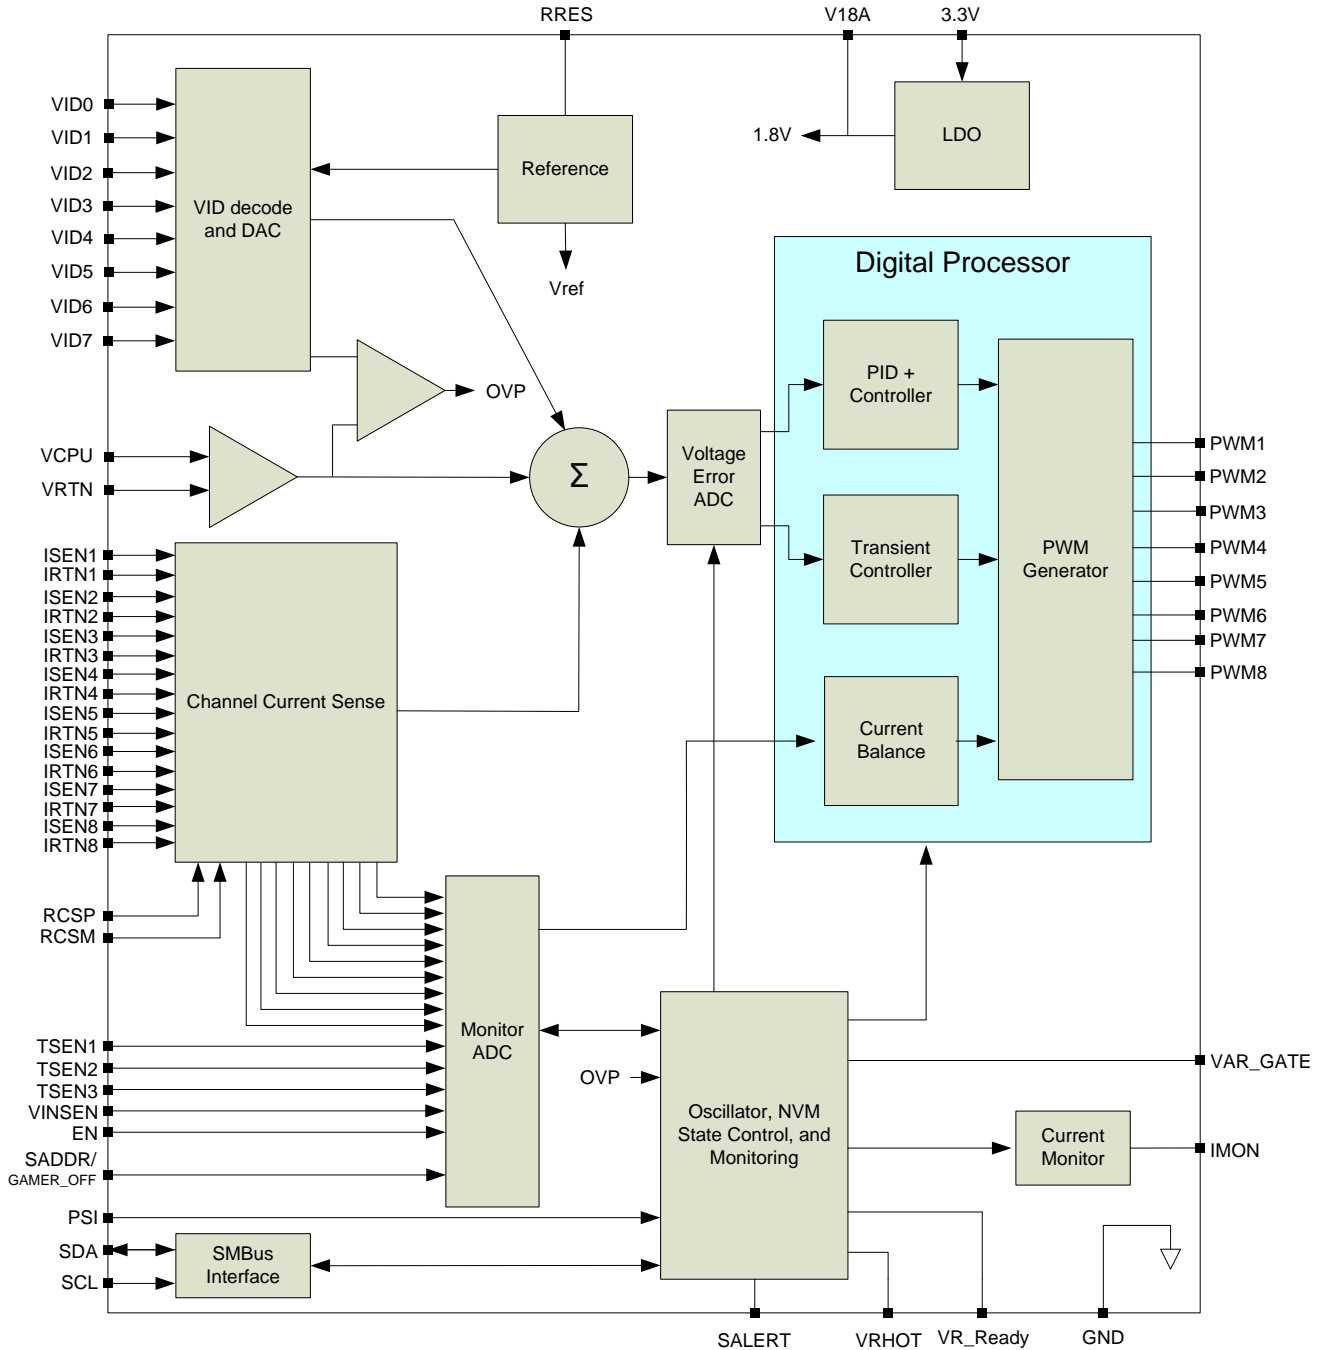 RRES
V18A
3.3V
VID0
VID1
VID2
VID3
VID4
VID5
VID6
VID7
VID decode
and DAC
Reference
Vref
1.8V
LDO
Digital Processor
PID +
Controller
Transient
Controller
Current
Balance
PWM
Generator
OVP
VCPU
VRTN
Σ
Voltage
Error
ADC
PWM1
PWM2
PWM3
PWM4
PWM5
PWM6
PWM7
PWM8
ISEN1
IRTN1
ISEN2
IRTN2
ISEN3
IRTN3
ISEN4
IRTN4
ISEN5
IRTN5
ISEN6
IRTN6
ISEN7
IRTN7
ISEN8
IRTN8
Channel Current Sense
RCSP
RCSM
Monitor
ADC
TSEN1
TSEN2
TSEN3
VINSEN
EN
SADDR/
GAMER_OFF
PSI
SDA
SCL
SMBus
Interface
OVP
Oscillator, NVM
State Control, and
Monitoring
VAR_GATE
Current
Monitor
IMON
SALERT
VRHOT
VR_Ready
GND